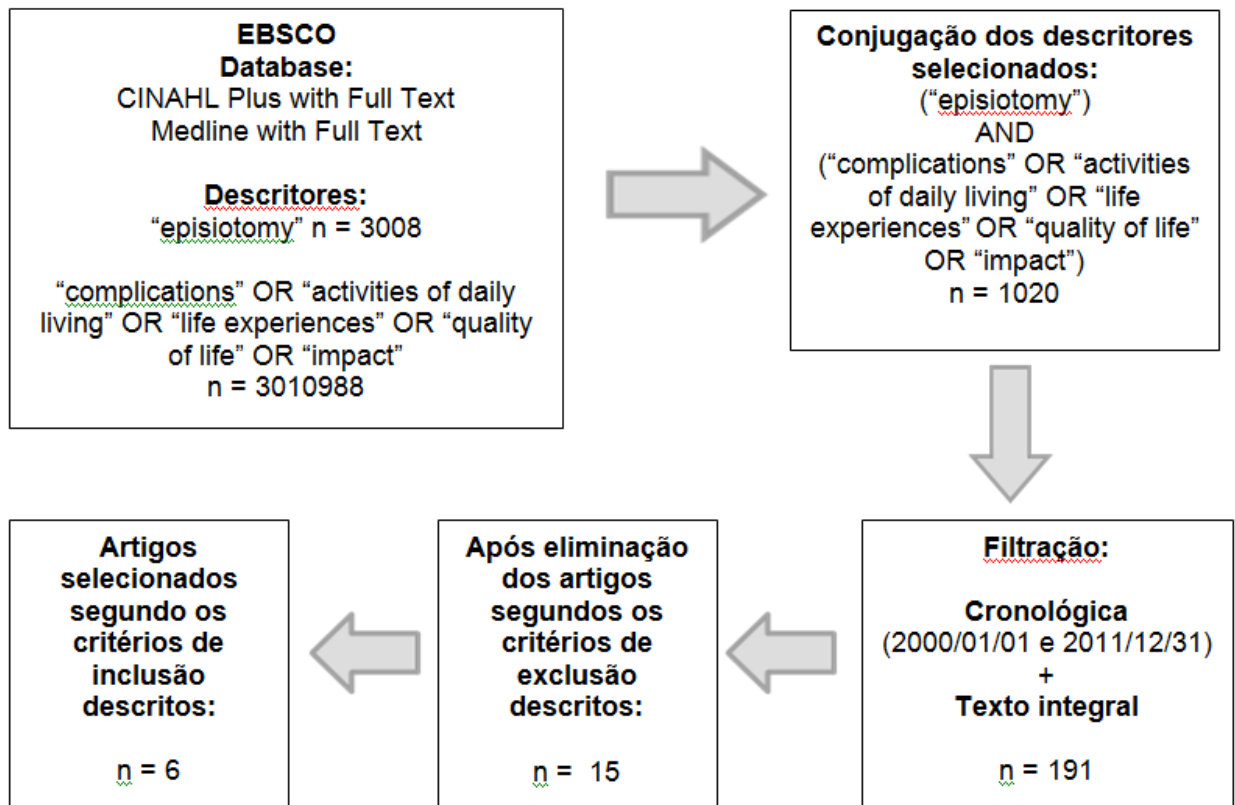 EBSCO
Database:
CINAHL Plus with Full Text
Medline with Full Text
Descritores:
“episiotomy” n = 3008
“complications” OR “activities of daily
living” OR “life experiences” OR “quality
of life” OR “impact”
n = 3010988
Conjugação dos descritores
selecionados:
(“episiotomy”)
AND
(“complications” OR “activities
of daily living” OR “life
experiences” OR “quality of life”
OR “impact”)
n = 1020
Filtração:
Cronológica
(2000/01/01 e 2011/12/31)
+
Texto integral
n = 191
Após eliminação
dos artigos
segundos os
critérios de
exclusão
descritos:
n = 15
Artigos
selecionados
segundo os
critérios de
inclusão
descritos:
n = 6